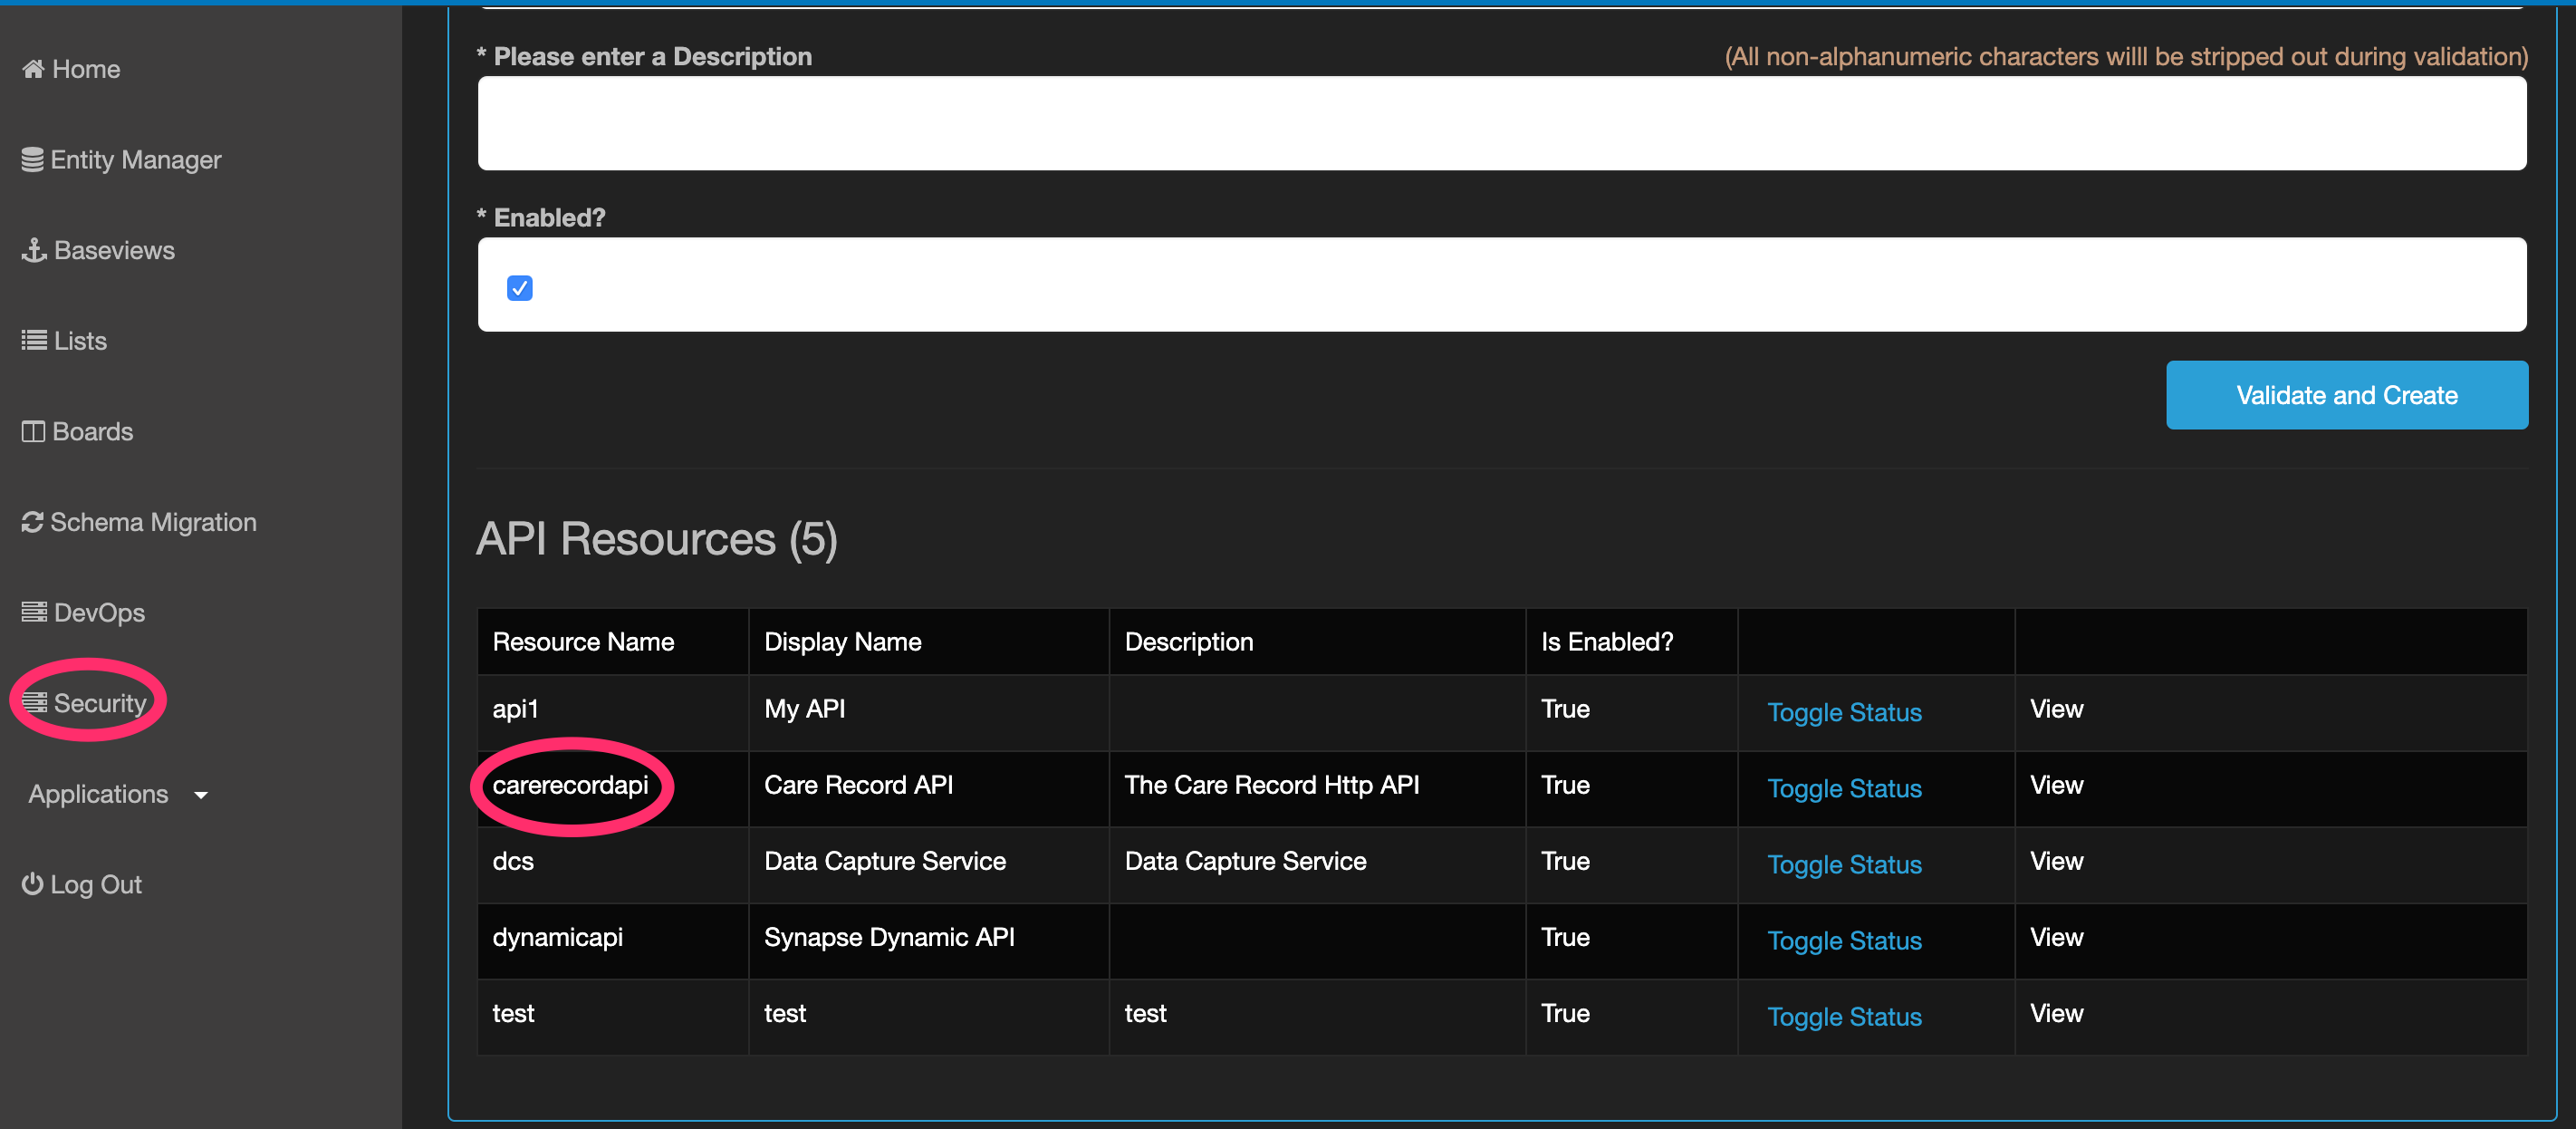 Home
Entity Manager
Baseviews
Lists
Boards
Schema Migration
DevOps
Security
Applications
Log Out
* Please enter a Description (All non-alphanumeric characters willl be stripped out during validation)
* Enabled?
Validate and Create
API Resources (5)
Resource Name Display Name Description Is Enabled?
api1 My API True Toggle Status View
carerecordapi Care Record API The Care Record Http API True Toggle Status View
dcs Data Capture Service Data Capture Service True Toggle Status View
dynamicapi Synapse Dynamic API True Toggle Status View
test test test True Toggle Status View